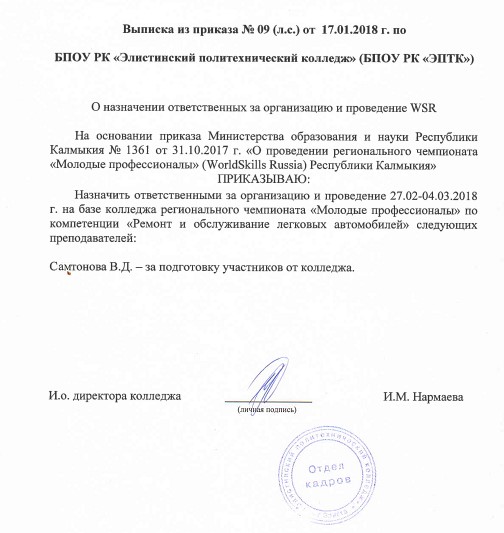 Выписка из приказа № 09 (л.с.) от 17.01.2018 г. по
БПОУ РК «Элистинский политехнический колледж» (БПОУ РК «ЭПТК»)
О назначении ответственных за организацию и проведение WSR
На основании приказа Министерства образования и науки Республики
Калмыкия № 1361 от 31.10.2017 г. «О проведении регионального чемпионата
«Молодые профессионалы» (WorldSkills Russia) Республики Калмыкия»
ПРИКАЗЫВАЮ:
Назначить ответственными за организацию и проведение 27.02-04.03.2018
г. на базе колледжа регионального чемпионата «Молодые профессионалы» по
компетенции «Ремонт и обслуживание легковых автомобилей» следующих
преподавателей:
Самтонова В.Д. – за подготовку участников от колледжа.
И.о. директора колледжа И.М. Нармаева
(личная подпись)
Отдел
кадров